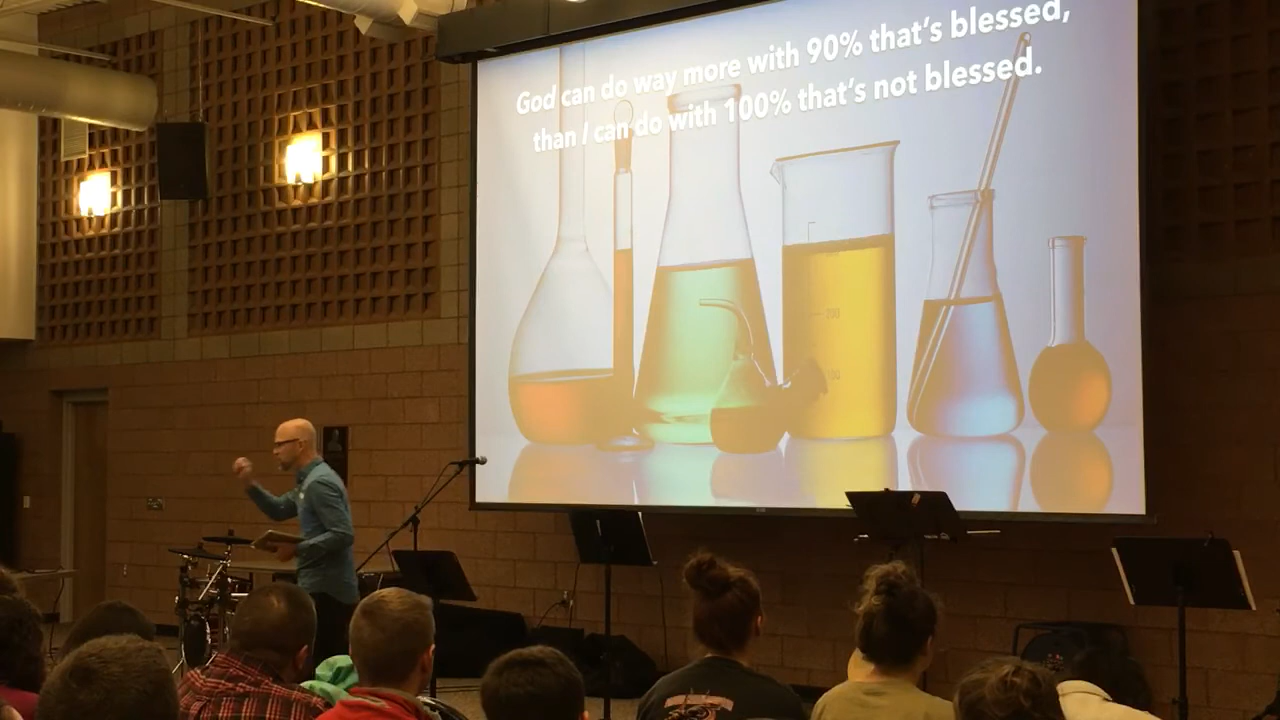 God can do way more with 90% that's blessed,
than I can do with 100% that's not blessed.